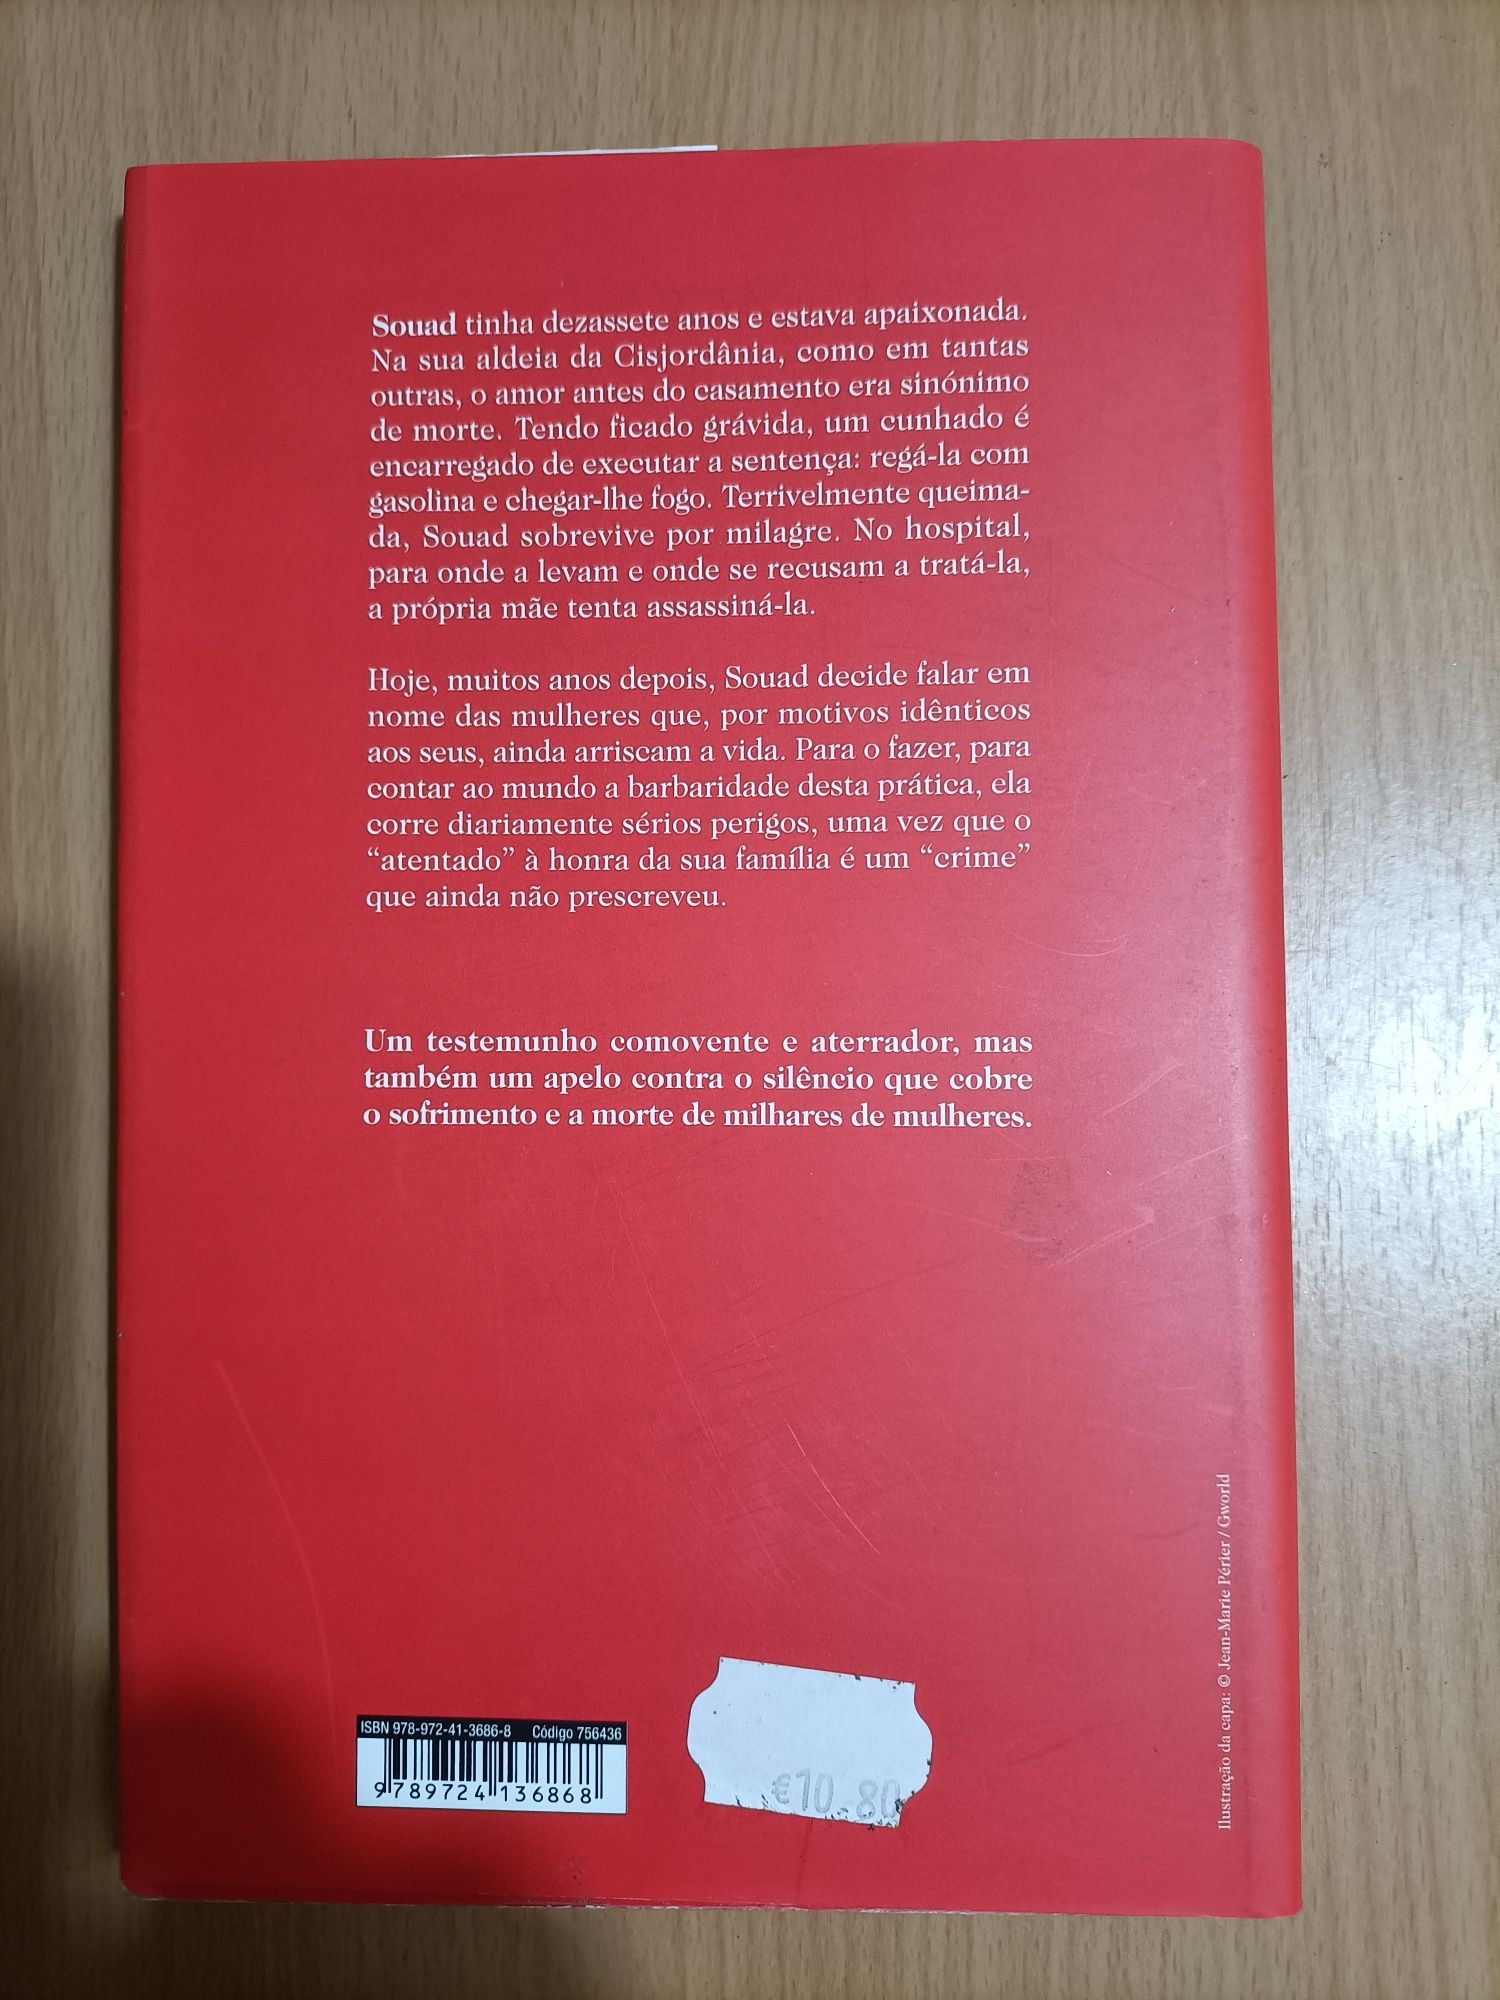 Souad tinha dezassete anos e estava apaixonada.
Na sua aldeia da Cisjordânia, como em tantas
outras, o amor antes do casamento era sinónimo
de morte. Tendo ficado grávida, um cunhado é
encarregado de executar a sentença: regá-la com
gasolina e chegar-lhe fogo. Terrivelmente queima-
da, Souad sobrevive por milagre. No hospital,
para onde a levam e onde se recusam a tratá-la,
a própria mãe tenta assassiná-la.
Hoje, muitos anos depois, Souad decide falar em
nome das mulheres que, por motivos idênticos
aos seus, ainda arriscam a vida. Para o fazer, para
contar ao mundo a barbaridade desta prática, ela
corre diariamente sérios perigos, uma vez que o
“atentado” à honra da sua família é um “crime”
que ainda não prescreveu.
Um testemunho comovente e aterrador, mas
também um apelo contra o silêncio que cobre
o sofrimento e a morte de milhares de mulheres.
Ilustração da capa: © Jean-Marie Périer / Gworld
ISBN 978-972-41-3686-8 Código 756436
9 789724 136868
€10.80